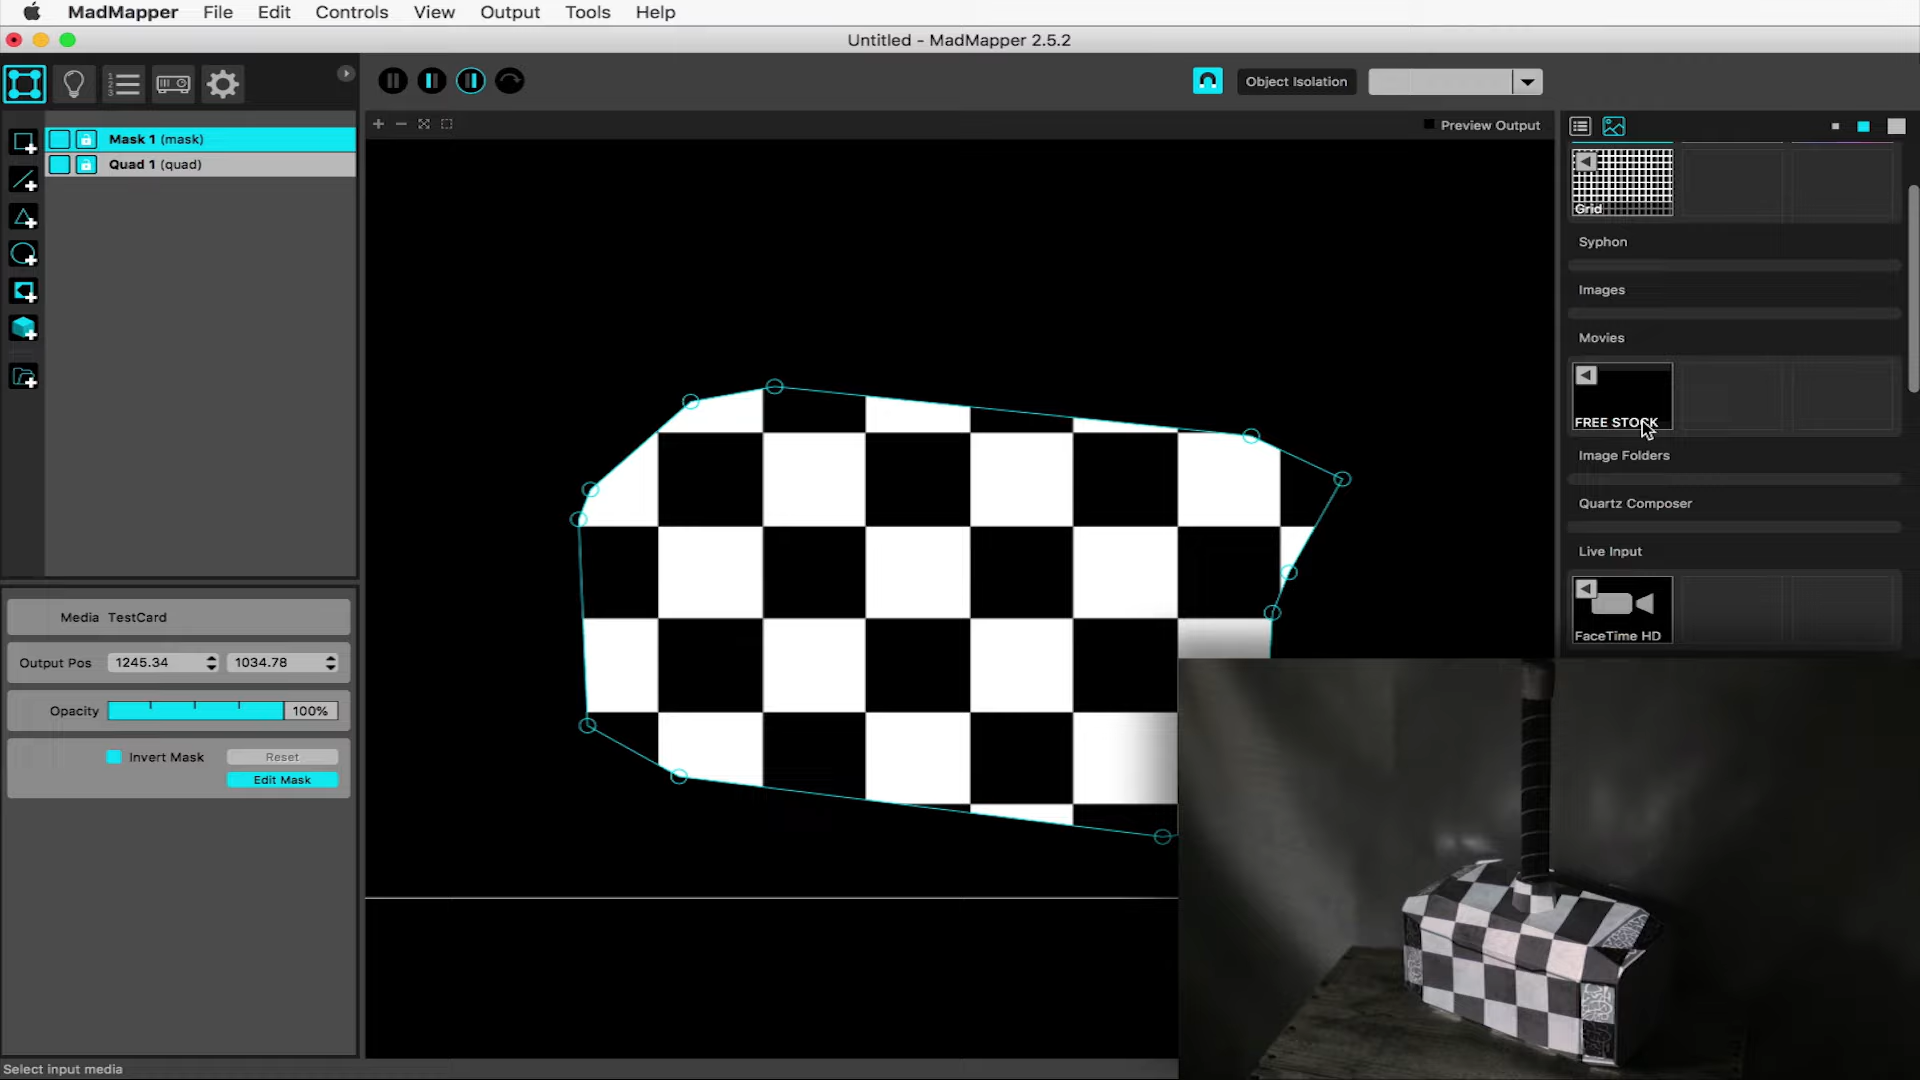 MadMapper File Edit Controls View Output Tools Help
Untitled - MadMapper 2.5.2
Object Isolation
Preview Output
Mask 1 (mask)
Quad 1 (quad)
Grid
Syphon
Images
Movies
FREE STOCK
Image Folders
Quartz Composer
Live Input
FaceTime HD
Media TestCard
Output Pos 1245.34 1034.78
Opacity 100%
Invert Mask Reset
Edit Mask
Select input media